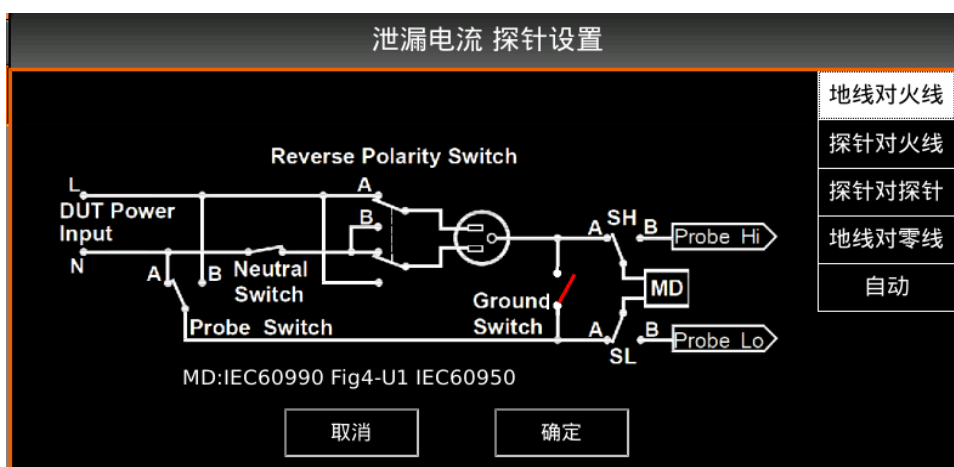 泄漏电流 探针设置
地线对火线
探针对火线
探针对探针
地线对零线
自动
Reverse Polarity Switch
L
A
DUT Power
Input
B
N
A
B
Neutral
Switch
Probe Switch
Ground
Switch
A
SH
B
Probe Hi
MD
A
B
Probe Lo
SL
MD:IEC60990 Fig4-U1 IEC60950
取消
确定